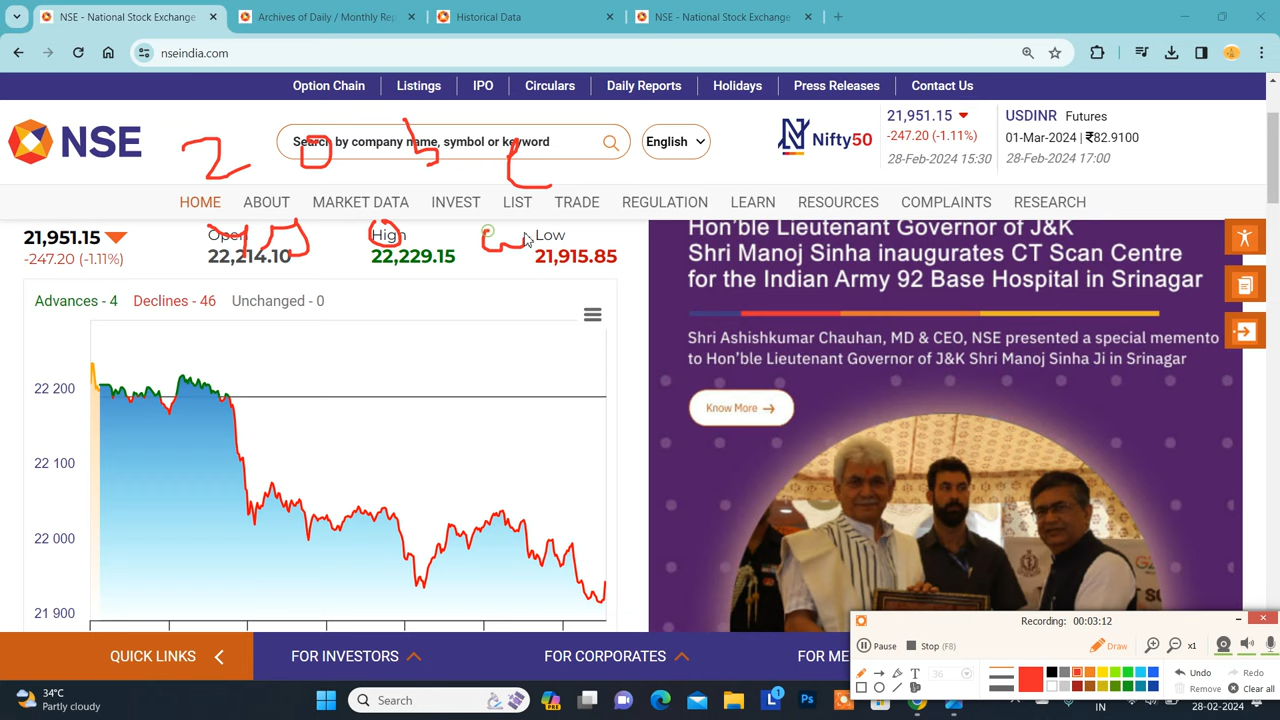 NSE - National Stock Exchange
Archives of Daily / Monthly Rep
Historical Data
NSE - National Stock Exchange
nseindia.com
Option Chain Listings IPO Circulars Daily Reports Holidays Press Releases Contact Us
NSE
Search by company name, symbol or keyword
English
Nifty50
21,951.15
-247.20 (-1.11%)
28-Feb-2024 15:30
USDINR Futures
01-Mar-2024 | ₹82.9100
28-Feb-2024 17:00
HOME ABOUT MARKET DATA INVEST LIST TRADE REGULATION LEARN RESOURCES COMPLAINTS RESEARCH
21,951.15
-247.20 (-1.11%)
Open
22,214.10
High
22,229.15
Low
21,915.85
Advances - 4 Declines - 46 Unchanged - 0
22 200
22 100
22 000
21 900
Hon'ble Lieutenant Governor of J&K
Shri Manoj Sinha inaugurates CT Scan Centre
for the Indian Army 92 Base Hospital in Srinagar
Shri Ashishkumar Chauhan, MD & CEO, NSE presented a special memento
to Hon'ble Lieutenant Governor of J&K Shri Manoj Sinha Ji in Srinagar
Know More
QUICK LINKS FOR INVESTORS FOR CORPORATES FOR ME
Recording: 00:03:12
Pause Stop (F8) Draw x1
T 36 Undo Redo
Remove Clear all
34°C
Partly cloudy
Search
PRE
Ps
IN
28-02-2024